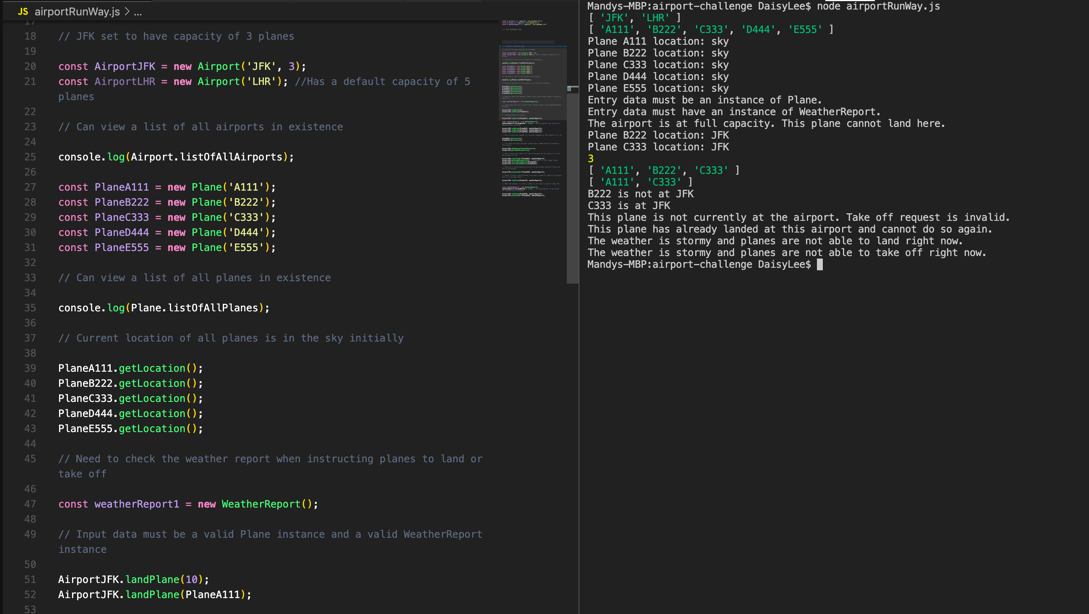 JS airportRunWay.js > ...
17
18 // JFK set to have capacity of 3 planes
19
20 const AirportJFK = new Airport('JFK', 3);
21 const AirportLHR = new Airport('LHR'); //Has a default capacity of 5
planes
22
23 // Can view a list of all airports in existence
24
25 console.log(Airport.listOfAllAirports);
26
27 const PlaneA111 = new Plane('A111');
28 const PlaneB222 = new Plane('B222');
29 const PlaneC333 = new Plane('C333');
30 const PlaneD444 = new Plane('D444');
31 const PlaneE555 = new Plane('E555');
32
33 // Can view a list of all planes in existence
34
35 console.log(Plane.listOfAllPlanes);
36
37 // Current location of all planes is in the sky initially
38
39 PlaneA111.getLocation();
40 PlaneB222.getLocation();
41 PlaneC333.getLocation();
42 PlaneD444.getLocation();
43 PlaneE555.getLocation();
44
45 // Need to check the weather report when instructing planes to land or
take off
46
47 const weatherReport1 = new WeatherReport();
48
49 // Input data must be a valid Plane instance and a valid WeatherReport
instance
50
51 AirportJFK.landPlane(10);
52 AirportJFK.landPlane(PlaneA111);
53
Mandys-MBP:airport-challenge DaisyLee$ node airportRunWay.js
[ 'JFK', 'LHR' ]
[ 'A111', 'B222', 'C333', 'D444', 'E555' ]
Plane A111 location: sky
Plane B222 location: sky
Plane C333 location: sky
Plane D444 location: sky
Plane E555 location: sky
Entry data must be an instance of Plane.
Entry data must have an instance of WeatherReport.
The airport is at full capacity. This plane cannot land here.
Plane B222 location: JFK
Plane C333 location: JFK
3
[ 'A111', 'B222', 'C333' ]
[ 'A111', 'C333' ]
B222 is not at JFK
C333 is at JFK
This plane is not currently at the airport. Take off request is invalid.
This plane has already landed at this airport and cannot do so again.
The weather is stormy and planes are not able to land right now.
The weather is stormy and planes are not able to take off right now.
Mandys-MBP:airport-challenge DaisyLee$